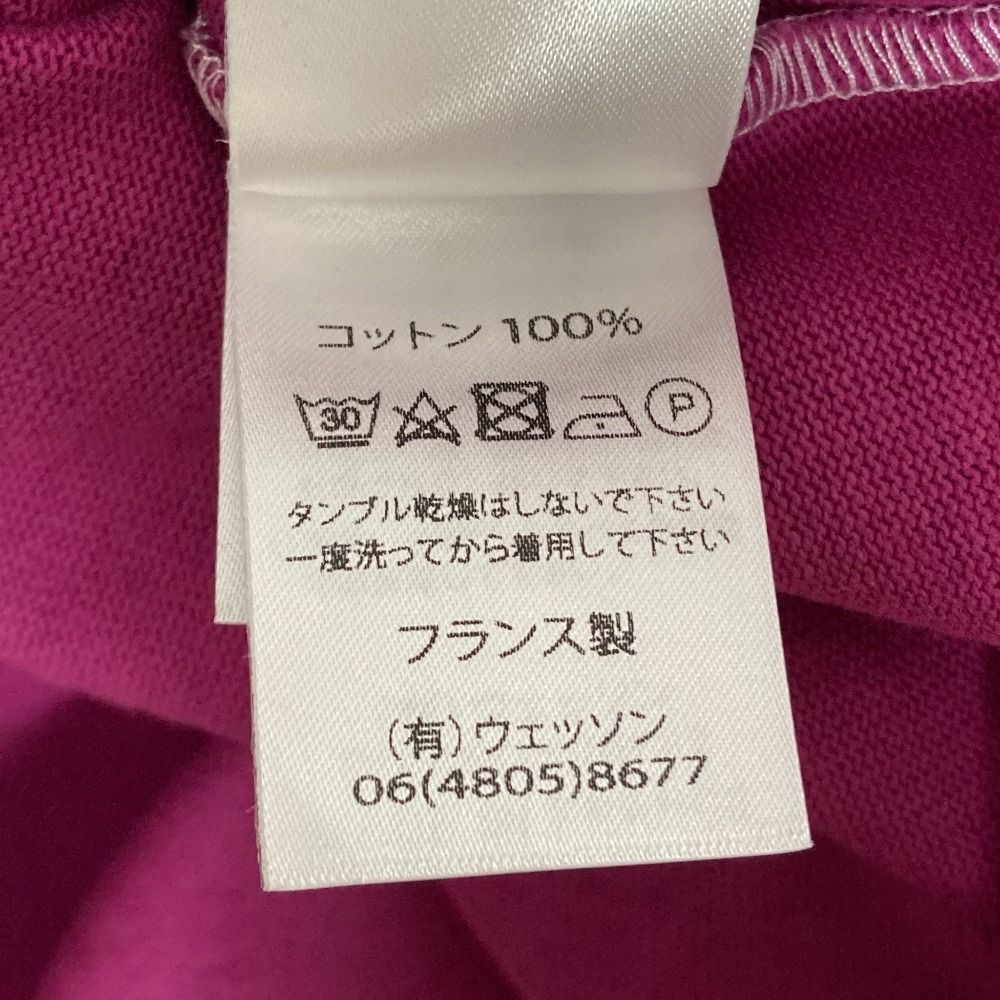 コットン 100%
30
P
タンブル乾燥はしないで下さい
一度洗ってから着用して下さい
フランス製
(有)ウェッソン
06(4805)8677